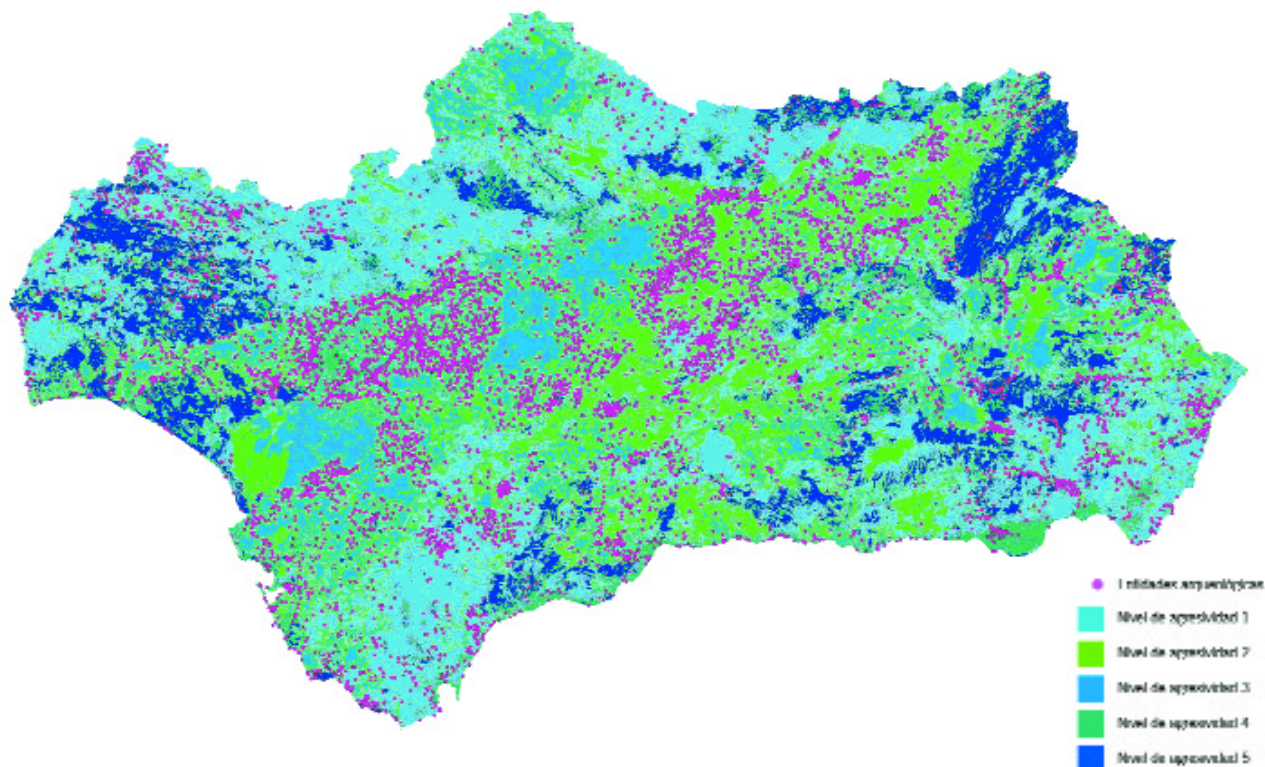 Entidades arqueológicas
Nivel de agresividad 1
Nivel de agresividad 2
Nivel de agresividad 3
Nivel de agresividad 4
Nivel de agresividad 5